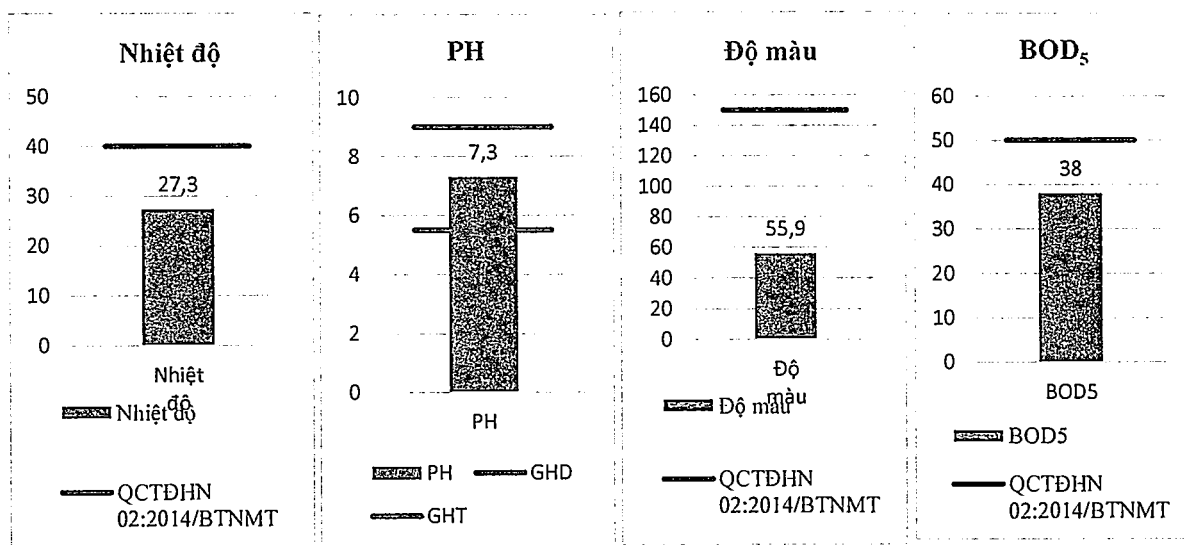 Nhiệt độ
50
40
30
20
10
0
27,3
Nhiệt
độ
Nhiệt độ
QCTĐHN
02:2014/BTNMT
PH
10
8
6
4
2
0
7,3
PH
PH
GHD
GHT
Độ màu
160
140
120
100
80
60
40
20
0
55,9
Độ
màu
Độ màu
QCTĐHN
02:2014/BTNMT
BOD₅
60
50
40
30
20
10
0
38
BOD5
BOD5
QCTĐHN
02:2014/BTNMT